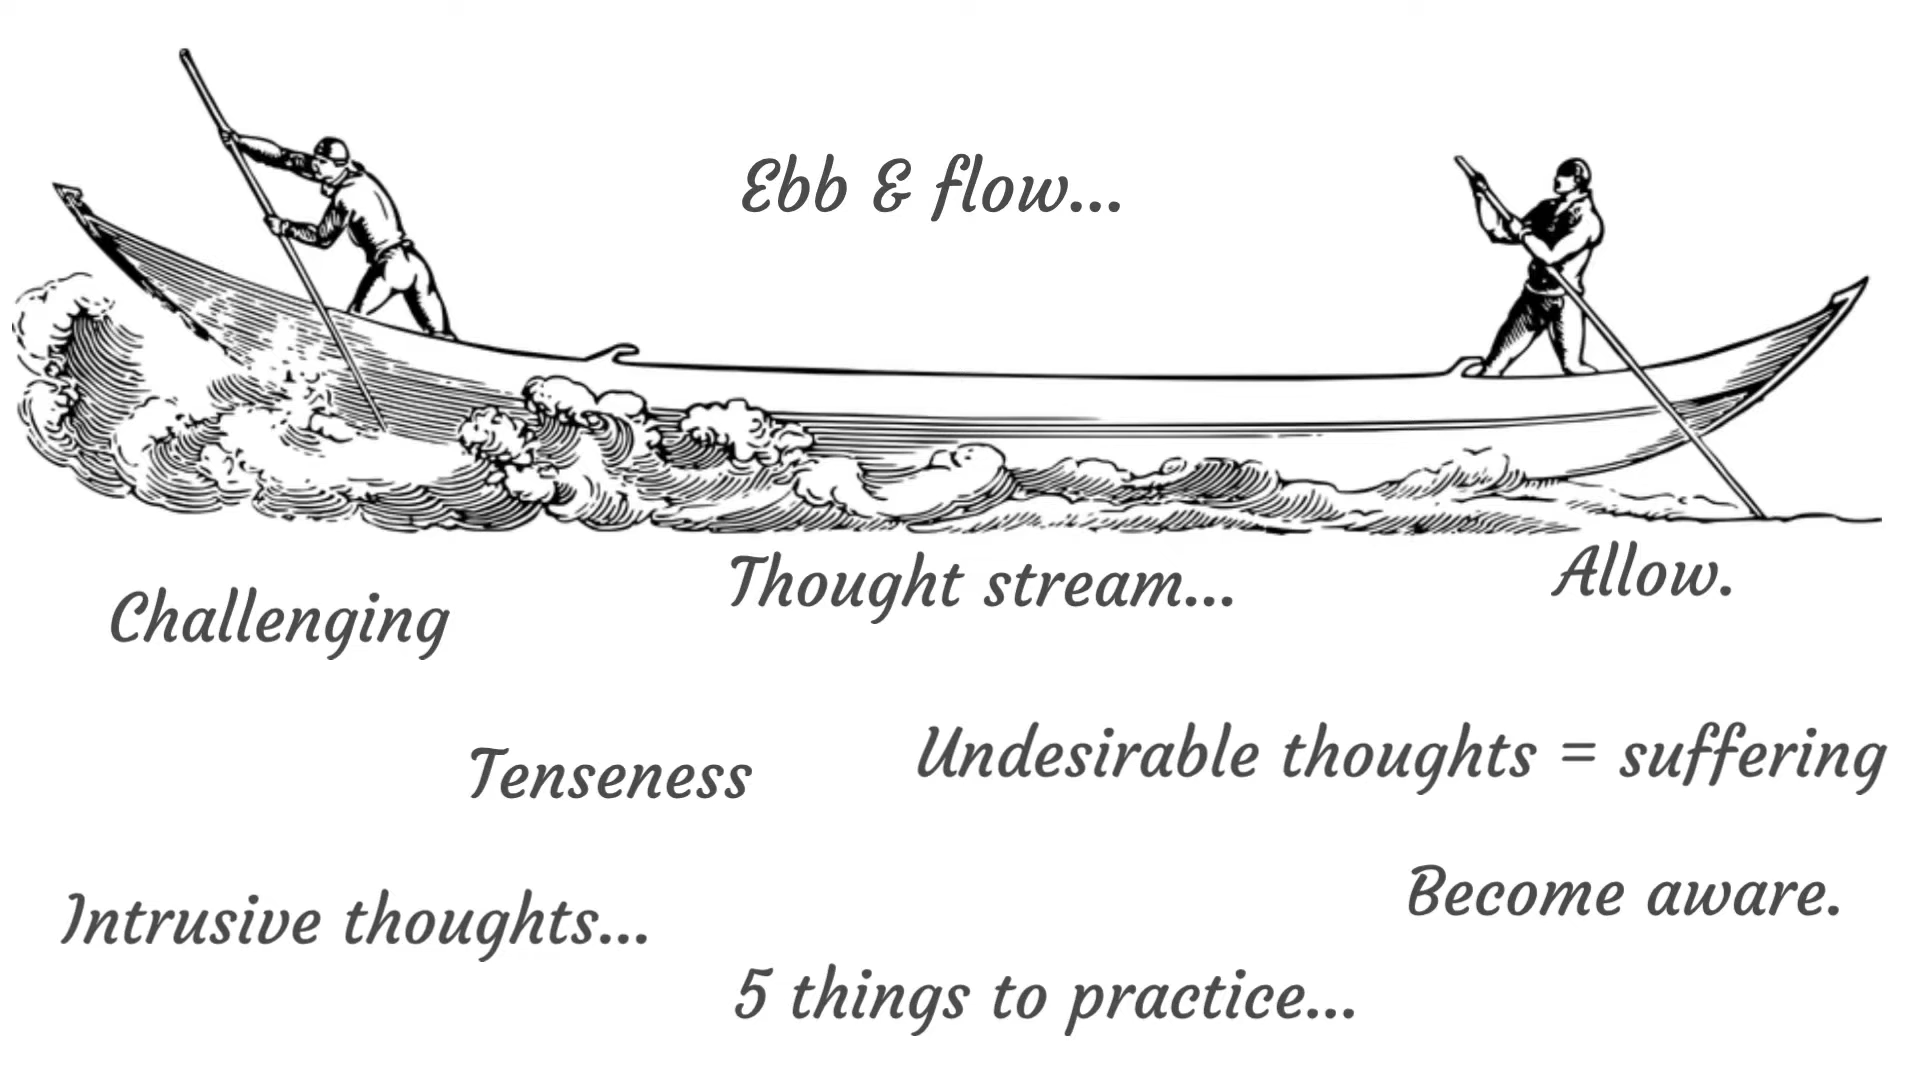 Ebb & flow...
Thought stream...
Allow.
Challenging
Undesirable thoughts = suffering
Tenseness
Become aware.
Intrusive thoughts...
5 things to practice...